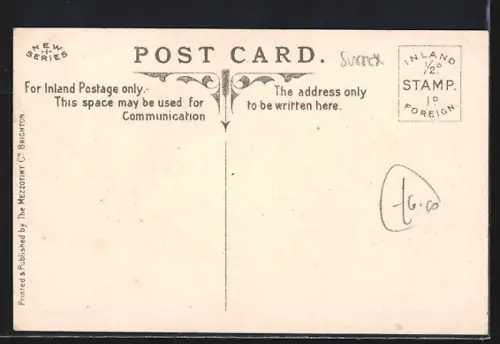 NEW
-1-
SERIES
POST CARD.
Sussex
For Inland Postage only.-
This space may be used for
Communication
The address only
to be written here.
INLAND
½D
STAMP.
1D
FOREIGN
£6.00
Printed & Published by The Mezzotint Co. Brighton